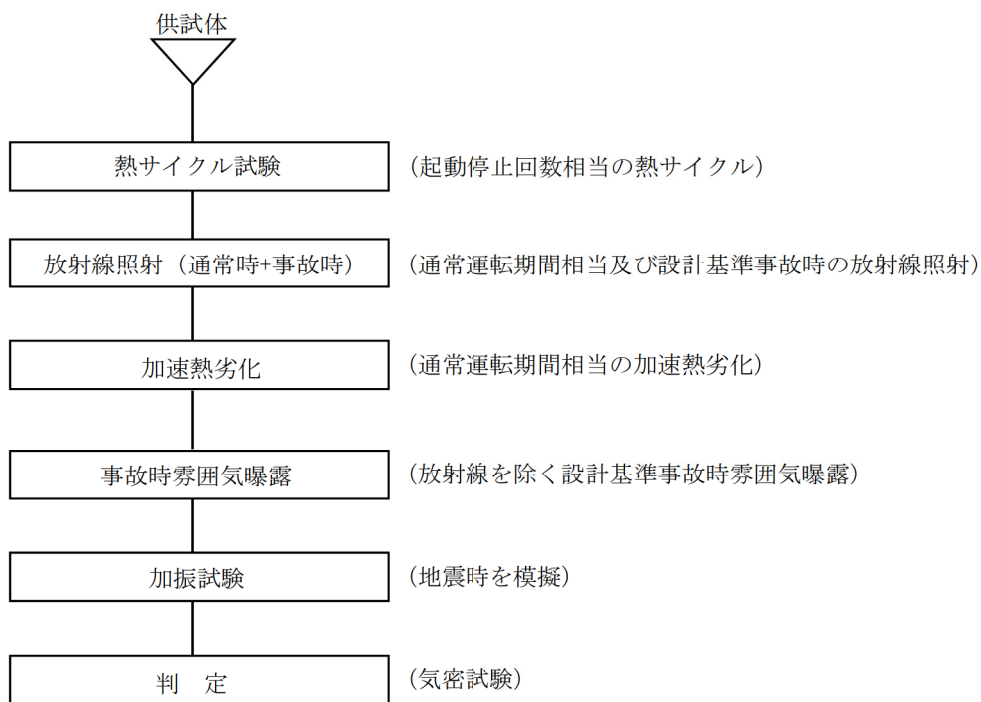 供試体
熱サイクル試験 (起動停止回数相当の熱サイクル)
放射線照射(通常時+事故時) (通常運転期間相当及び設計基準事故時の放射線照射)
加速熱劣化 (通常運転期間相当の加速熱劣化)
事故時雰囲気曝露 (放射線を除く設計基準事故時雰囲気曝露)
加振試験 (地震時を模擬)
判 定 (気密試験)